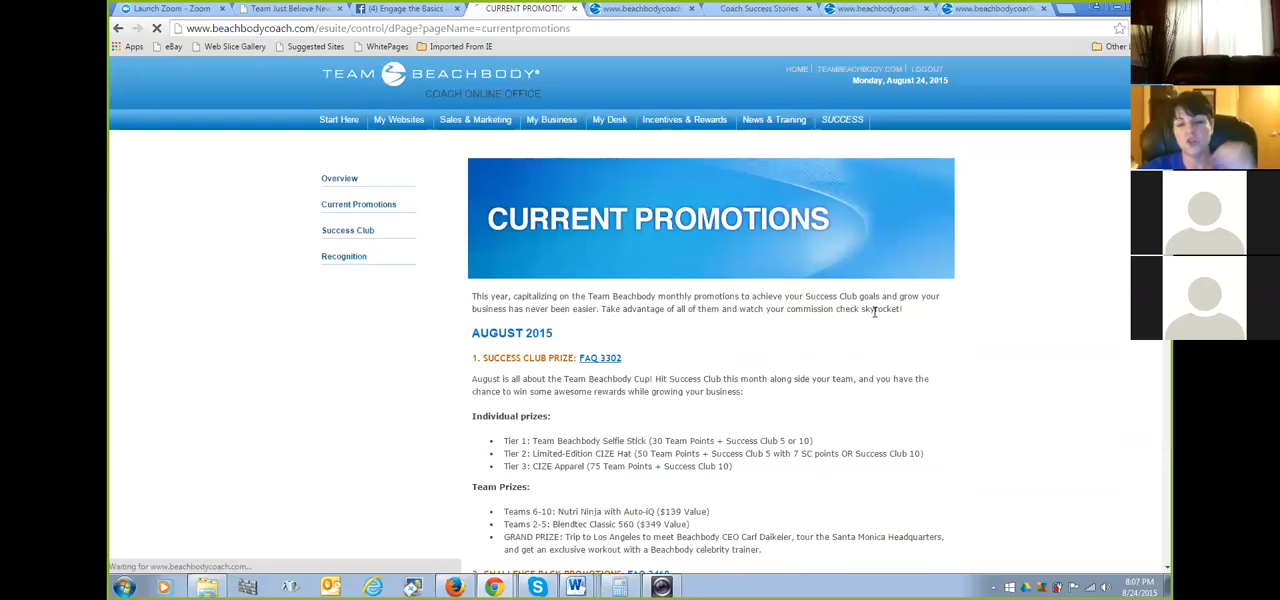 Launch Zoom - Zoom
Team Just Believe New
(4) Engage the Basics
CURRENT PROMOTIO
www.beachbodycoach.c
Coach Success Stories
www.beachbodycoach.c
www.beachbodycoach.c
www.beachbodycoach.com/esuite/control/dPage?pageName=currentpromotions
Apps eBay Web Slice Gallery Suggested Sites WhitePages Imported From IE Other
TEAM BEACHBODY®
COACH ONLINE OFFICE
HOME | TEAMBEACHBODY.COM | LOGOUT
Monday, August 24, 2015
Start Here My Websites Sales & Marketing My Business My Desk Incentives & Rewards News & Training SUCCESS
Overview
Current Promotions
Success Club
Recognition
CURRENT PROMOTIONS
This year, capitalizing on the Team Beachbody monthly promotions to achieve your Success Club goals and grow your
business has never been easier. Take advantage of all of them and watch your commission check skyrocket!
AUGUST 2015
1. SUCCESS CLUB PRIZE: FAQ 3302
August is all about the Team Beachbody Cup! Hit Success Club this month along side your team, and you have the
chance to win some awesome rewards while growing your business:
Individual prizes:
• Tier 1: Team Beachbody Selfie Stick (30 Team Points + Success Club 5 or 10)
• Tier 2: Limited-Edition CIZE Hat (50 Team Points + Success Club 5 with 7 SC points OR Success Club 10)
• Tier 3: CIZE Apparel (75 Team Points + Success Club 10)
Team Prizes:
• Teams 6-10: Nutri Ninja with Auto-iQ ($139 Value)
• Teams 2-5: Blendtec Classic 560 ($349 Value)
• GRAND PRIZE: Trip to Los Angeles to meet Beachbody CEO Carl Daikeler, tour the Santa Monica Headquarters,
and get an exclusive workout with a Beachbody celebrity trainer.
2. CHALLENGE PACK PROMOTIONS:
Waiting for www.beachbodycoach.com...
8:07 PM
8/24/2015